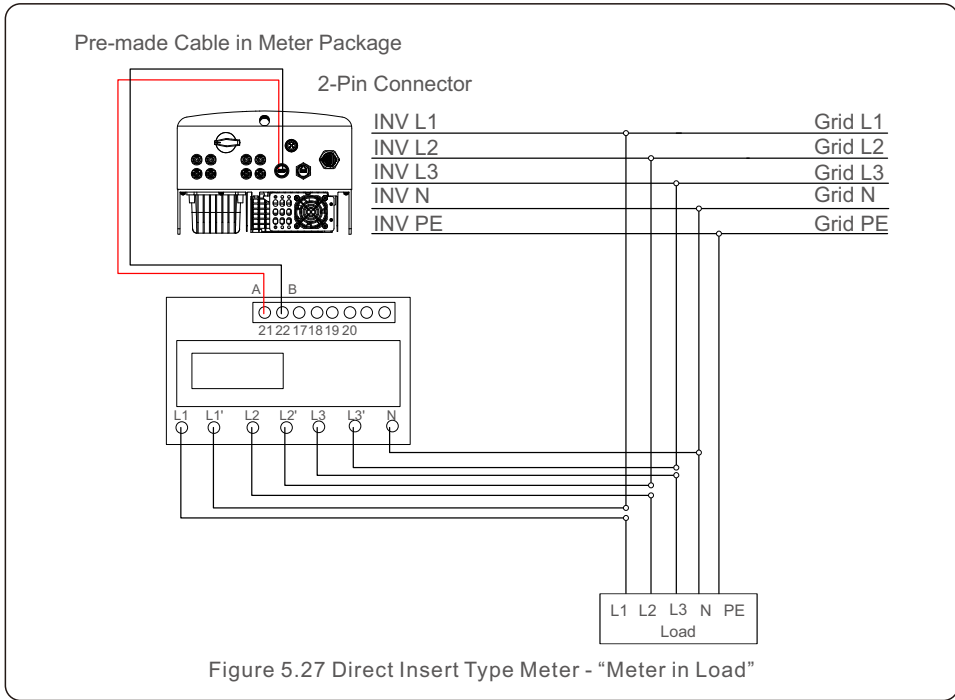 Pre-made Cable in Meter Package
2-Pin Connector
INV L1 Grid L1
INV L2 Grid L2
INV L3 Grid L3
INV N Grid N
INV PE Grid PE
A B
21 22 17 18 19 20
L1 L1' L2 L2' L3 L3' N
L1 L2 L3 N PE
Load
Figure 5.27 Direct Insert Type Meter - “Meter in Load”